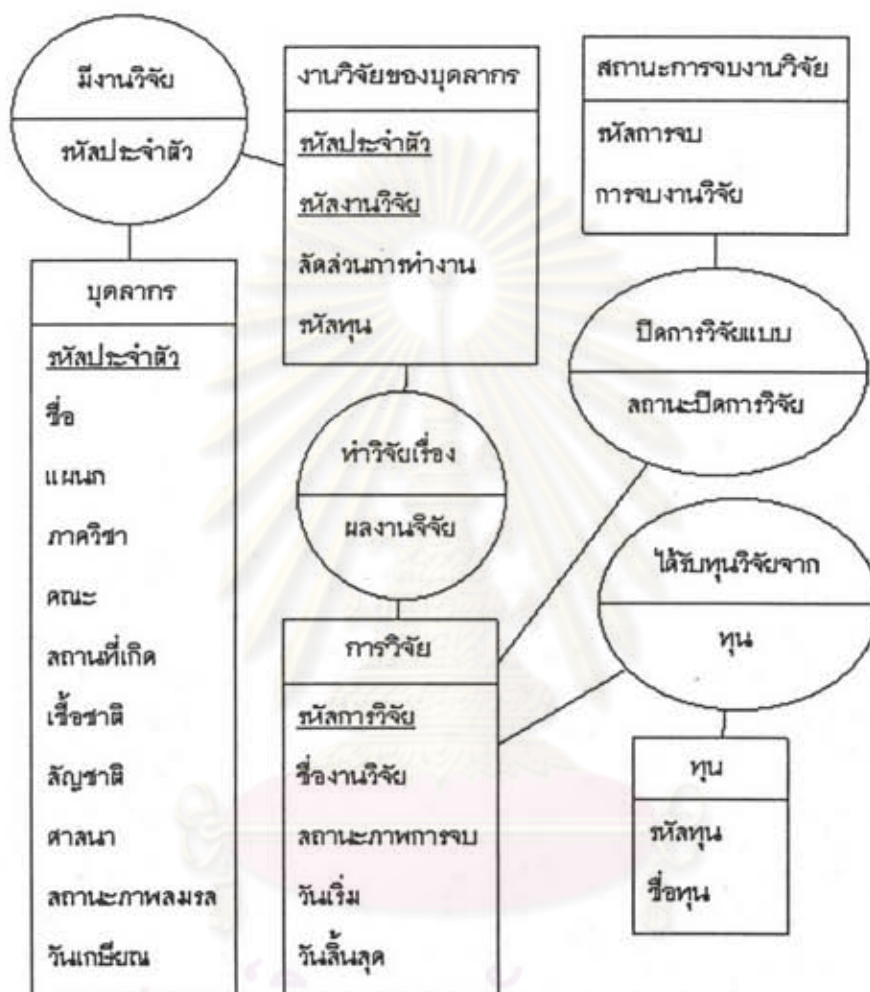 มีงานวิจัย
รหัสประจำตัว
งานวิจัยของบุคลากร
รหัสประจำตัว
รหัสงานวิจัย
สัดส่วนการทำงาน
รหัสทุน
สถานะการจบงานวิจัย
รหัสการจบ
การจบงานวิจัย
บุคลากร
รหัสประจำตัว
ชื่อ
แผนก
ภาควิชา
คณะ
สถานที่เกิด
เชื้อชาติ
สัญชาติ
ศาสนา
สถานะภาพสมรส
วันเกษียณ
ทำวิจัยเรื่อง
ผลงานจิจัย
ปิดการวิจัยแบบ
สถานะปิดการวิจัย
ได้รับทุนวิจัยจาก
ทุน
การวิจัย
รหัสการวิจัย
ชื่องานวิจัย
สถานะภาพการจบ
วันเริ่ม
วันสิ้นสุด
ทุน
รหัสทุน
ชื่อทุน